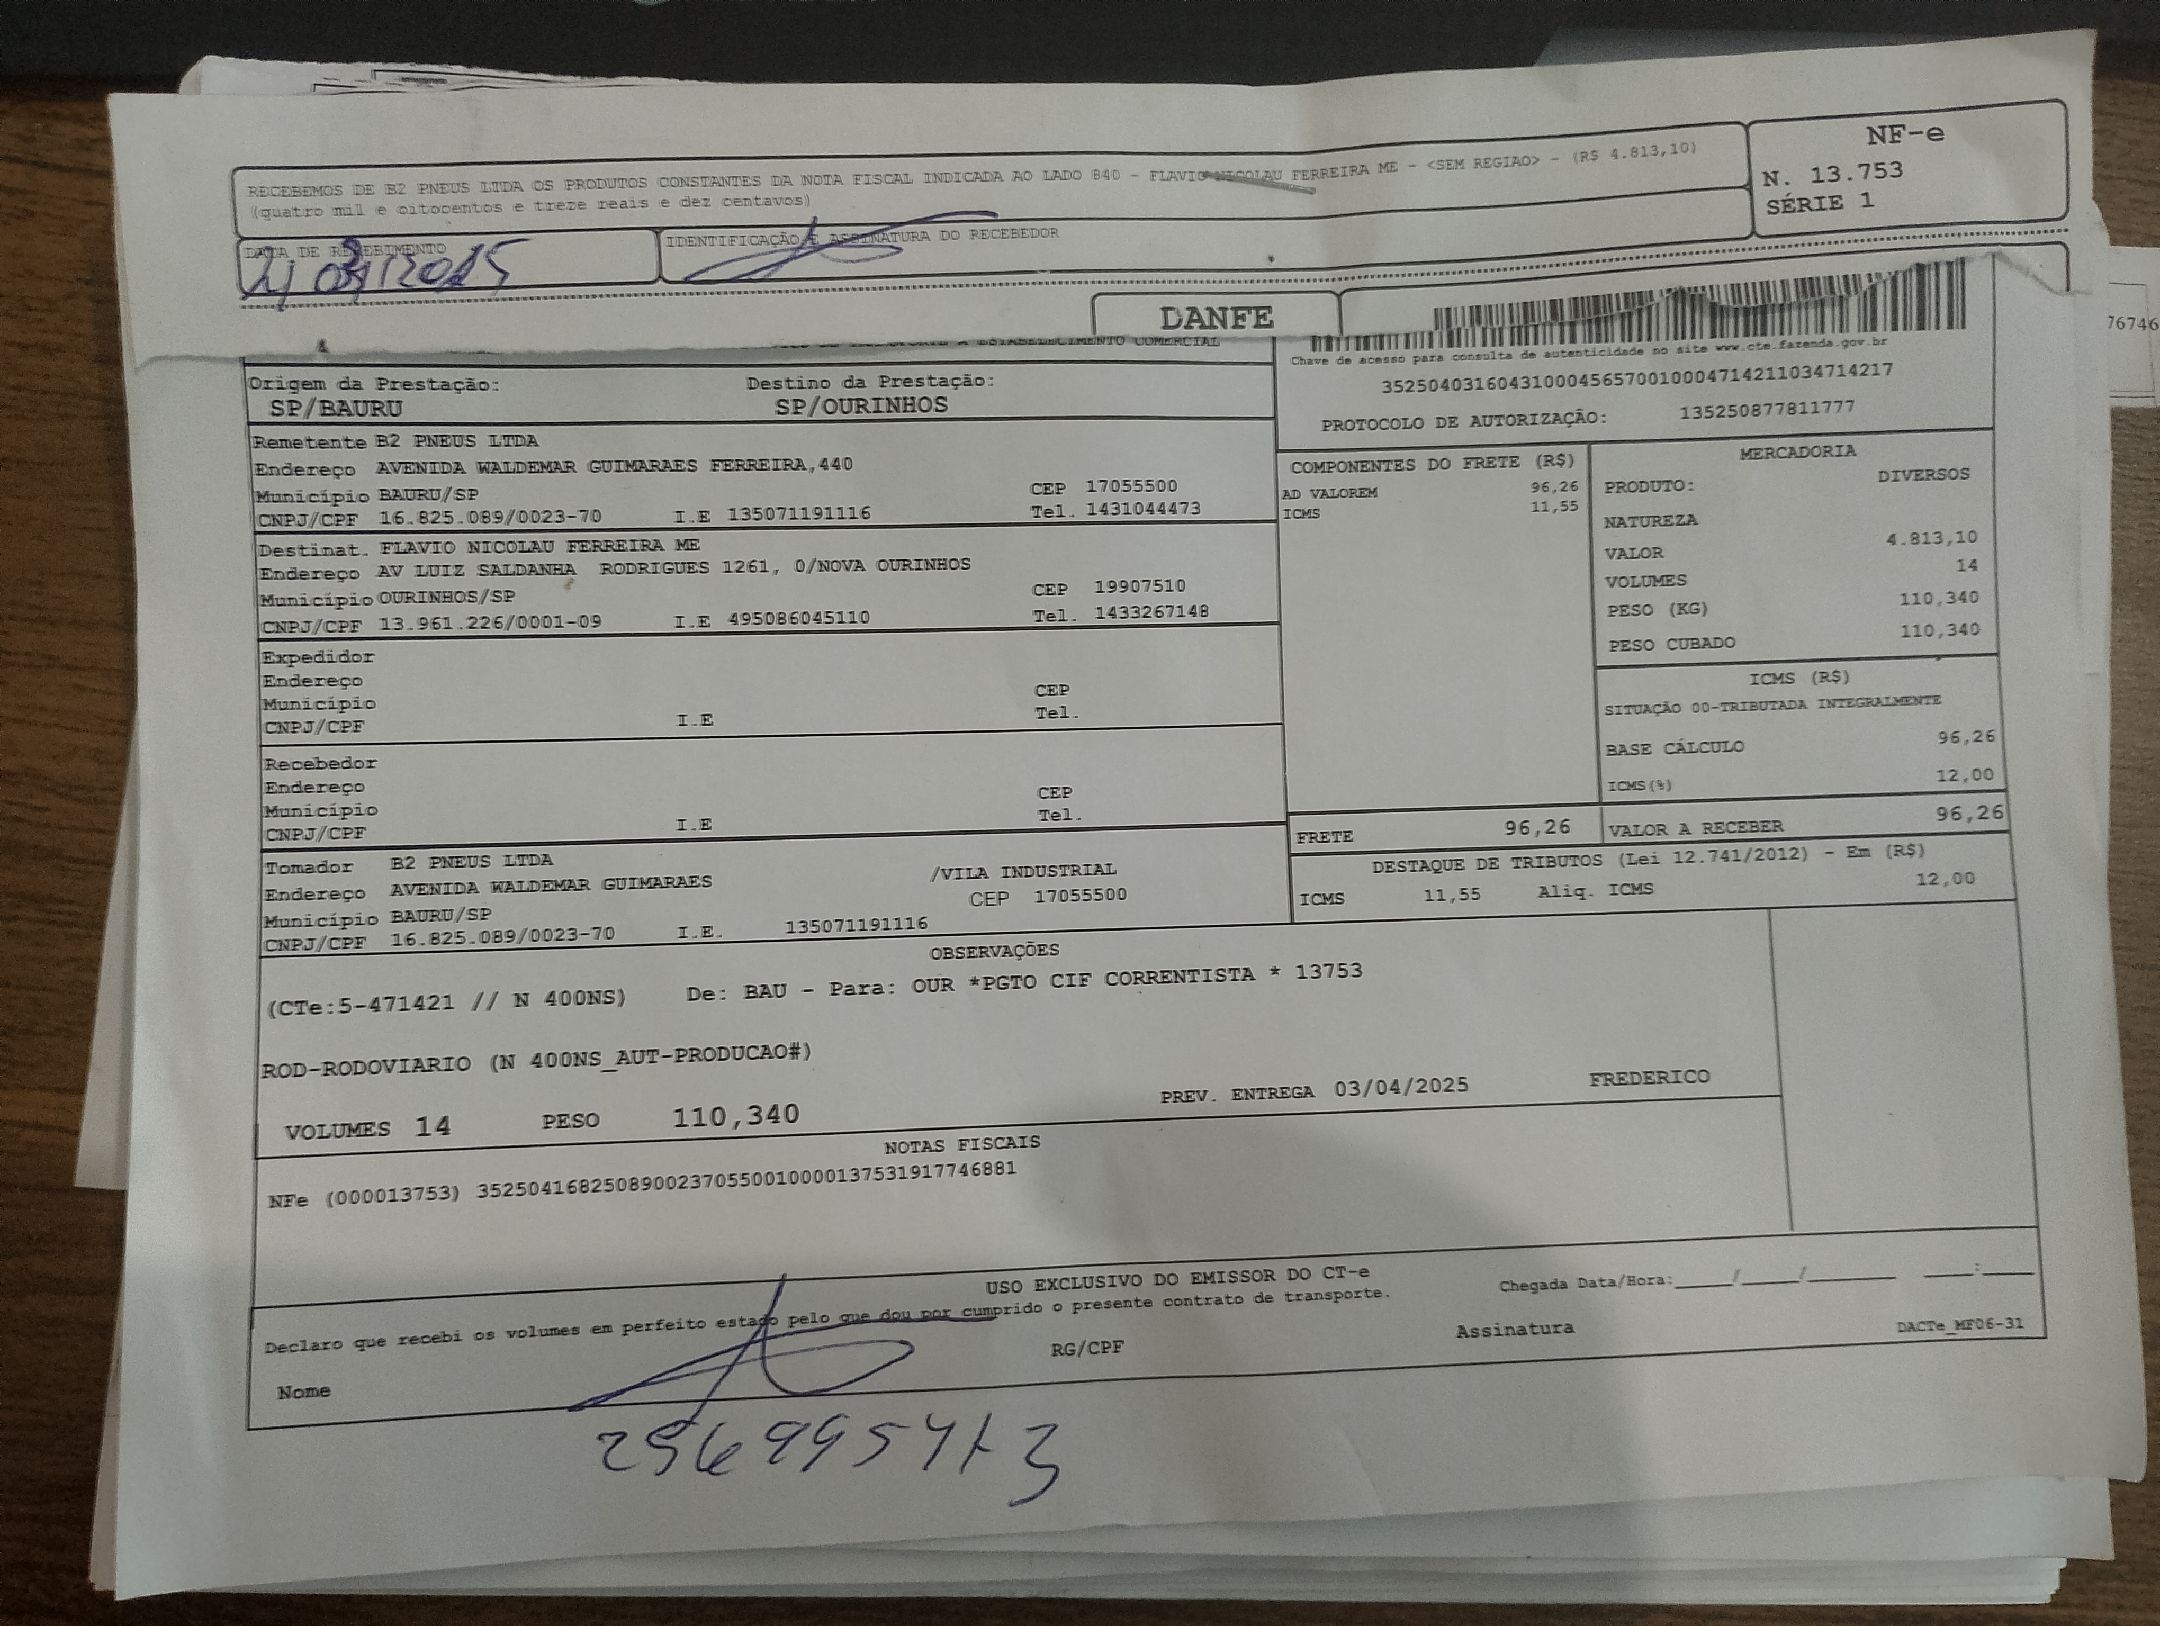 RECEBEMOS DE B2 PNEUS LTDA OS PRODUTOS CONSTANTES DA NOTA FISCAL INDICADA AO LADO B40 - FLAVIO NICOLAU FERREIRA ME - <SEM REGIAO> - (R$ 4.813,10)
(quatro mil e oitocentos e treze reais e dez centavos)
NF-e
N. 13.753
SÉRIE 1
DATA DE RECEBIMENTO
IDENTIFICAÇÃO E ASSINATURA DO RECEBEDOR
DANFE
76746
Chave de acesso para consulta de autenticidade no site www.cte.fazenda.gov.br
35250403160431000456570010004714211034714217
PROTOCOLO DE AUTORIZAÇÃO: 135250877811777
Origem da Prestação: Destino da Prestação:
SP/BAURU SP/OURINHOS
Remetente B2 PNEUS LTDA
Endereço AVENIDA WALDEMAR GUIMARAES FERREIRA,440
Município BAURU/SP CEP 17055500
CNPJ/CPF 16.825.089/0023-70 I.E 135071191116 Tel. 1431044473
Destinat. FLAVIO NICOLAU FERREIRA ME
Endereço AV LUIZ SALDANHA RODRIGUES 1261, 0/NOVA OURINHOS
Município OURINHOS/SP CEP 19907510
CNPJ/CPF 13.961.226/0001-09 I.E 495086045110 Tel. 1433267148
Expedidor
Endereço
Município CEP
CNPJ/CPF I.E Tel.
Recebedor
Endereço
Município CEP
CNPJ/CPF I.E Tel.
Tomador B2 PNEUS LTDA
Endereço AVENIDA WALDEMAR GUIMARAES /VILA INDUSTRIAL
Município BAURU/SP CEP 17055500
CNPJ/CPF 16.825.089/0023-70 I.E. 135071191116
COMPONENTES DO FRETE (R$)
AD VALOREM 96,26
ICMS 11,55
MERCADORIA
PRODUTO: DIVERSOS
NATUREZA
VALOR 4.813,10
VOLUMES 14
PESO (KG) 110,340
PESO CUBADO 110,340
ICMS (R$)
SITUAÇÃO 00-TRIBUTADA INTEGRALMENTE
BASE CÁLCULO 96,26
ICMS(%) 12,00
FRETE 96,26 VALOR A RECEBER 96,26
DESTAQUE DE TRIBUTOS (Lei 12.741/2012) - Em (R$)
ICMS 11,55 Aliq. ICMS 12,00
OBSERVAÇÕES
(CTe:5-471421 // N 400NS) De: BAU - Para: OUR *PGTO CIF CORRENTISTA * 13753
ROD-RODOVIARIO (N 400NS_AUT-PRODUCAO#)
PREV. ENTREGA 03/04/2025 FREDERICO
VOLUMES 14 PESO 110,340
NOTAS FISCAIS
NFe (000013753) 35250416825089002370550010000137531917746881
USO EXCLUSIVO DO EMISSOR DO CT-e
Declaro que recebi os volumes em perfeito estado pelo que dou por cumprido o presente contrato de transporte.
Chegada Data/Hora:____/____/______ ____:____
Nome RG/CPF Assinatura DACTe_MF06-31